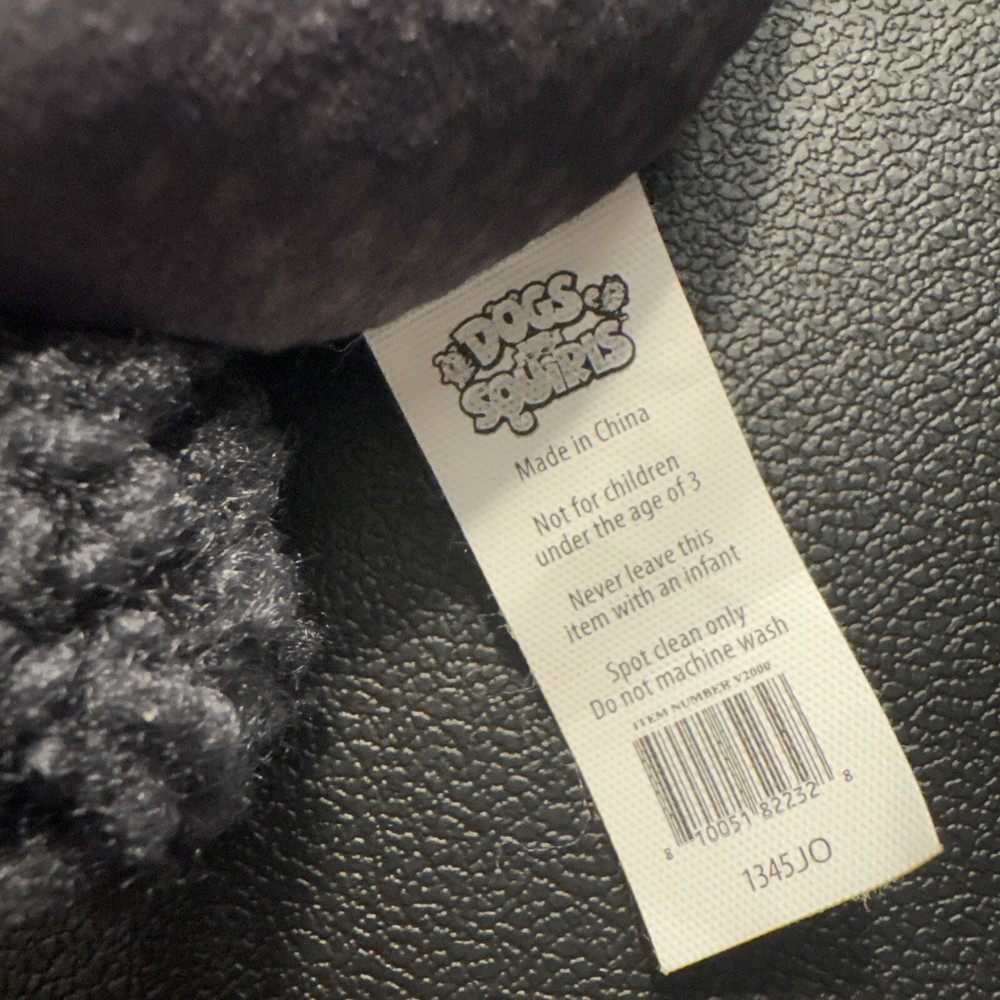 DOGS
SQUIRLS
Made in China
Not for children
under the age of 3
Never leave this
item with an infant
Spot clean only
Do not machine wash
ITEM NUMBER V2000
8 10051 82232 8
1345JO